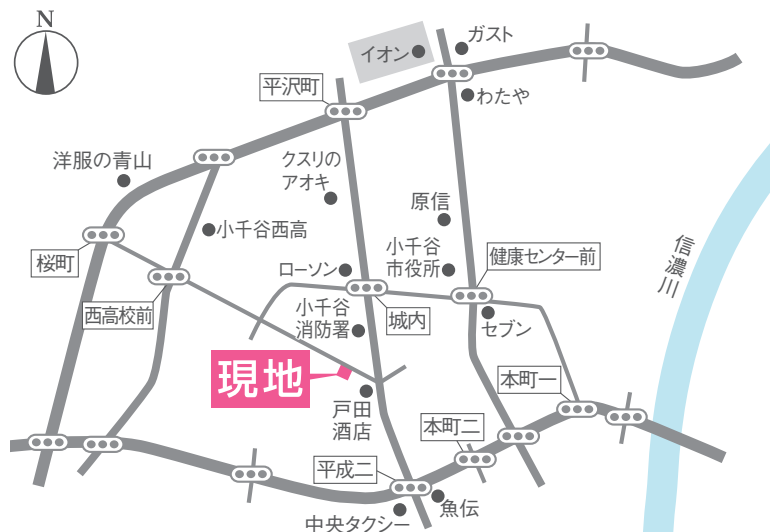 N
ガスト
イオン
わたや
平沢町
洋服の青山
クスリの
アオキ
原信
小千谷西高
小千谷
市役所
健康センター前
信濃川
桜町
ローソン
西高校前
小千谷
消防署
城内
セブン
現地
戸田
酒店
本町一
本町二
平成二
魚伝
中央タクシー